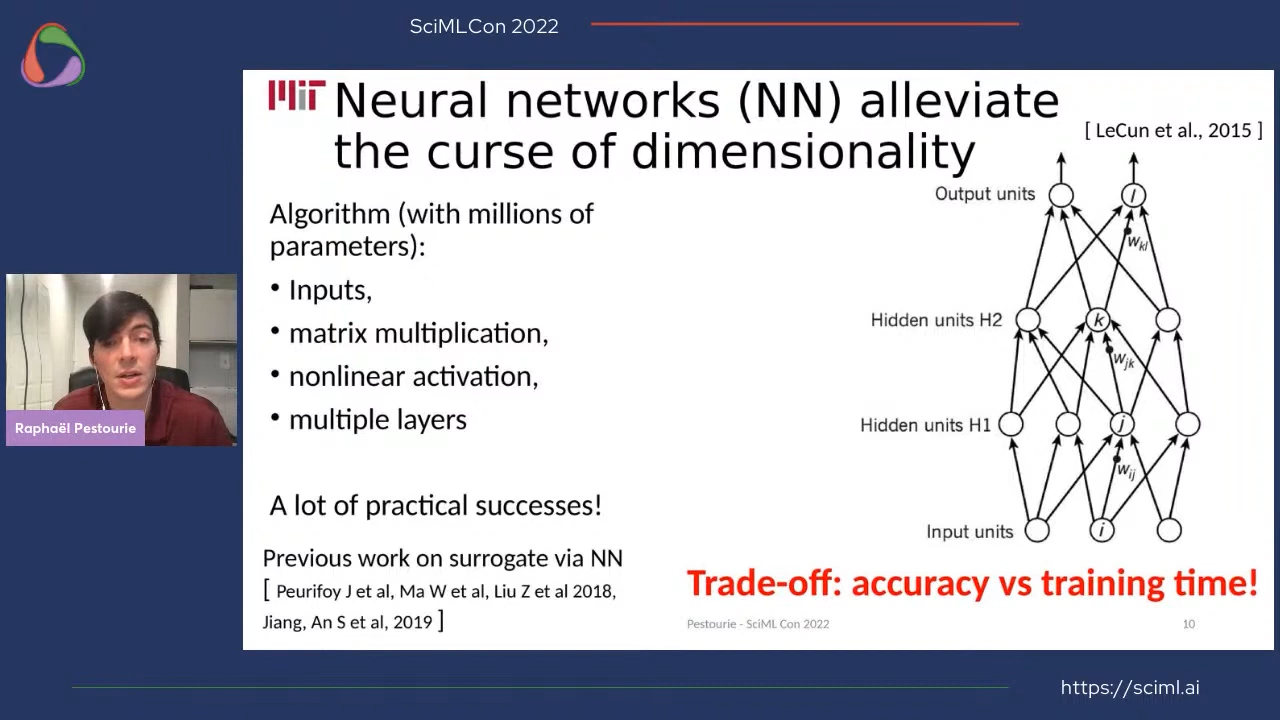 SciMLCon 2022
MIT
Neural networks (NN) alleviate
the curse of dimensionality
[ LeCun et al., 2015 ]
Algorithm (with millions of
parameters):
• Inputs,
• matrix multiplication,
• nonlinear activation,
• multiple layers
A lot of practical successes!
Previous work on surrogate via NN
[ Peurifoy J et al, Ma W et al, Liu Z et al 2018,
Jiang, An S et al, 2019 ]
Output units
l
wkl
Hidden units H2
k
wjk
Hidden units H1
j
wij
Input units
i
Trade-off: accuracy vs training time!
Pestourie - SciML Con 2022
10
Raphaël Pestourie
https://sciml.ai